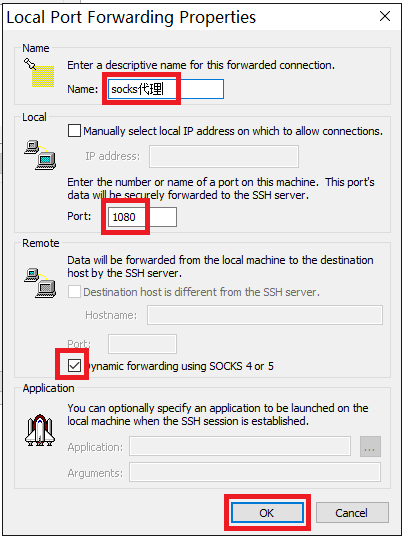 Local Port Forwarding Properties
Name
Enter a descriptive name for this forwarded connection.
Name: socks代理
Local
Manually select local IP address on which to allow connections.
IP address:
Enter the number or name of a port on this machine. This port's
data will be securely forwarded to the SSH server.
Port: 1080
Remote
Data will be forwarded from the local machine to the destination
host by the SSH server.
Destination host is different from the SSH server.
Hostname:
Port:
Dynamic forwarding using SOCKS 4 or 5
Application
You can optionally specify an application to be launched on the
local machine when the SSH session is established.
Application: ...
Arguments:
OK Cancel